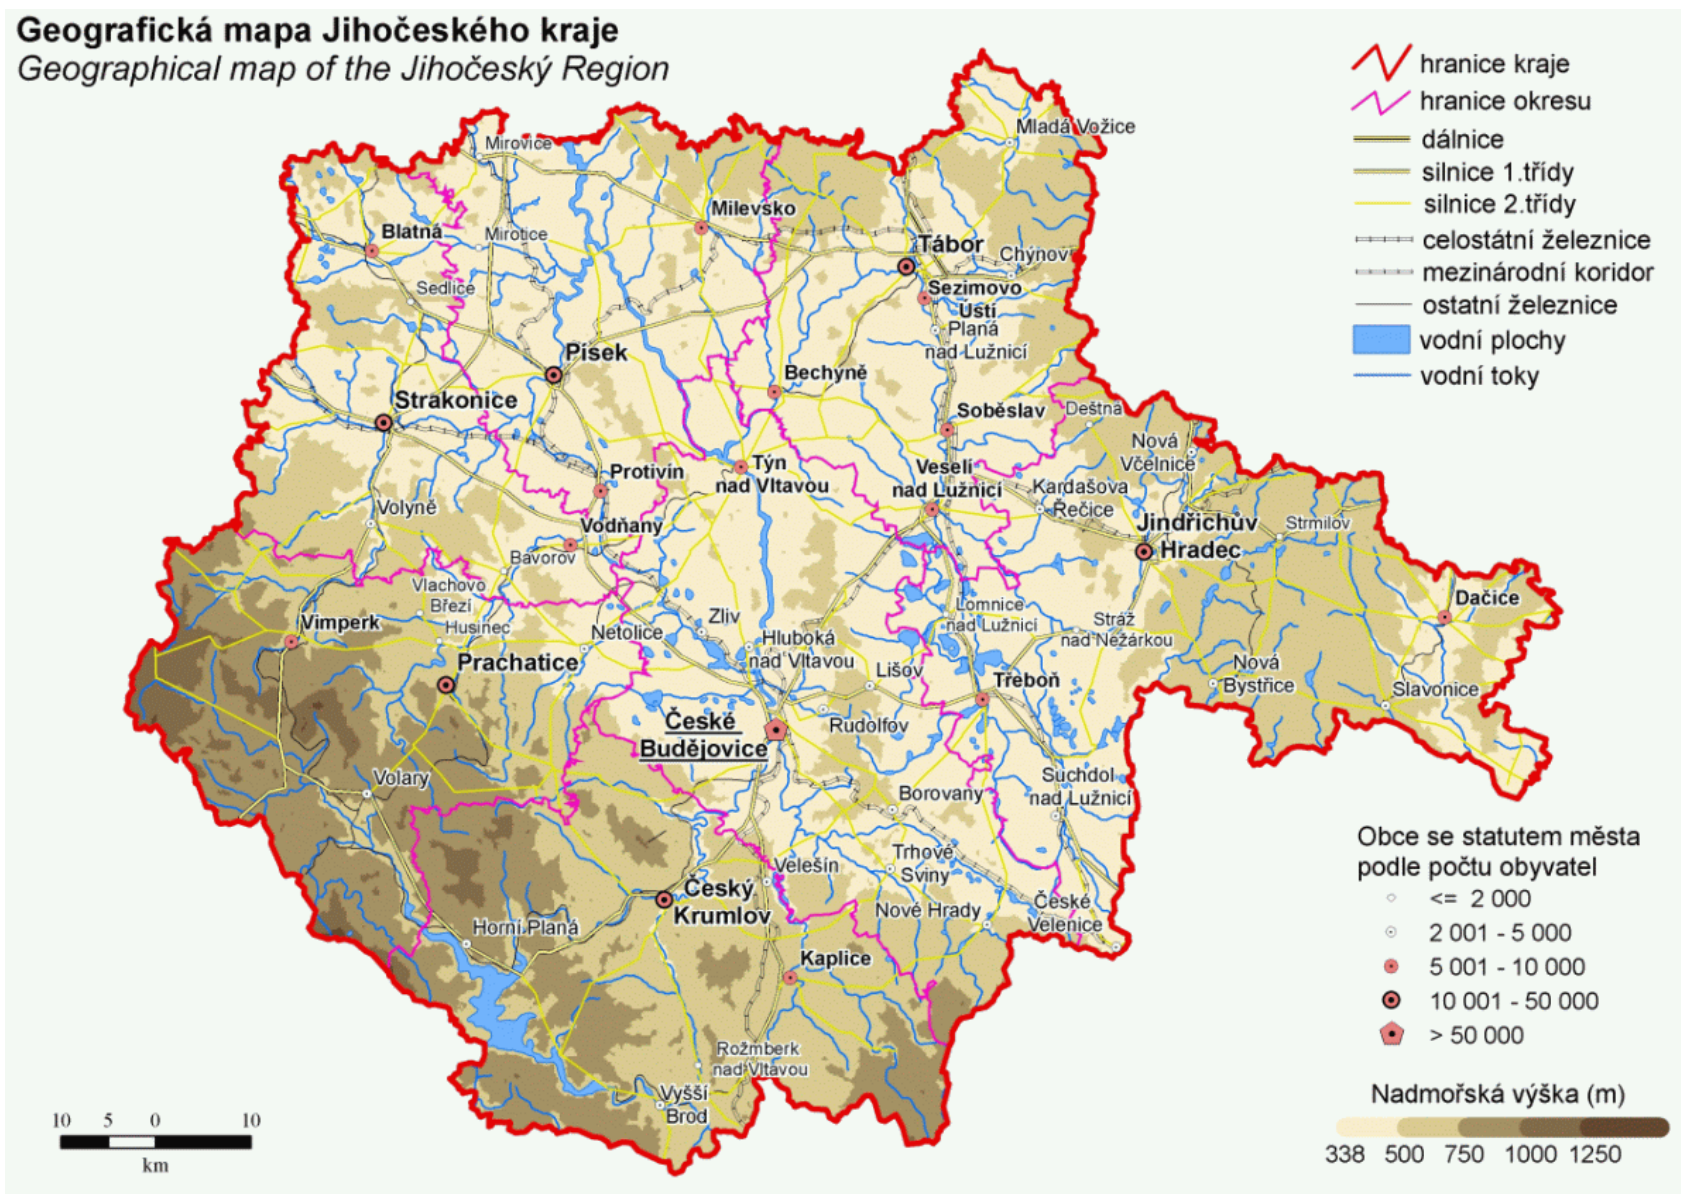 Geografická mapa Jihočeského kraje
Geographical map of the Jihočeský Region
hranice kraje
hranice okresu
dálnice
silnice 1.třídy
silnice 2.třídy
celostátní železnice
mezinárodní koridor
ostatní železnice
vodní plochy
vodní toky
Mladá Vožice
Mirovice
Milevsko
Blatná
Mirotice
Tábor
Chýnov
Sedlice
Sezimovo
Ústí
Planá
nad Lužnicí
Písek
Bechyně
Strakonice
Soběslav
Deštná
Nová
Včelnice
Protivín
Týn
nad Vltavou
Veselí
nad Lužnicí
Kardašova
Řečice
Volyně
Vodňany
Jindřichův
Hradec
Strmilov
Bavorov
Vlachovo
Březí
Dačice
Vimperk
Husinec
Netolice
Zliv
Hluboká
nad Vltavou
Lomnice
nad Lužnicí
Stráž
nad Nežárkou
Prachatice
Lišov
Třeboň
Nová
Bystřice
Slavonice
České
Budějovice
Rudolfov
Volary
Borovany
Suchdol
nad Lužnicí
Velešín
Trhové
Sviny
Český
Krumlov
Nové Hrady
České
Velenice
Horní Planá
Kaplice
Rožmberk
nad Vltavou
Vyšší
Brod
Obce se statutem města
podle počtu obyvatel
<= 2 000
2 001 - 5 000
5 001 - 10 000
10 001 - 50 000
> 50 000
Nadmořská výška (m)
338 500 750 1000 1250
10 5 0 10
km